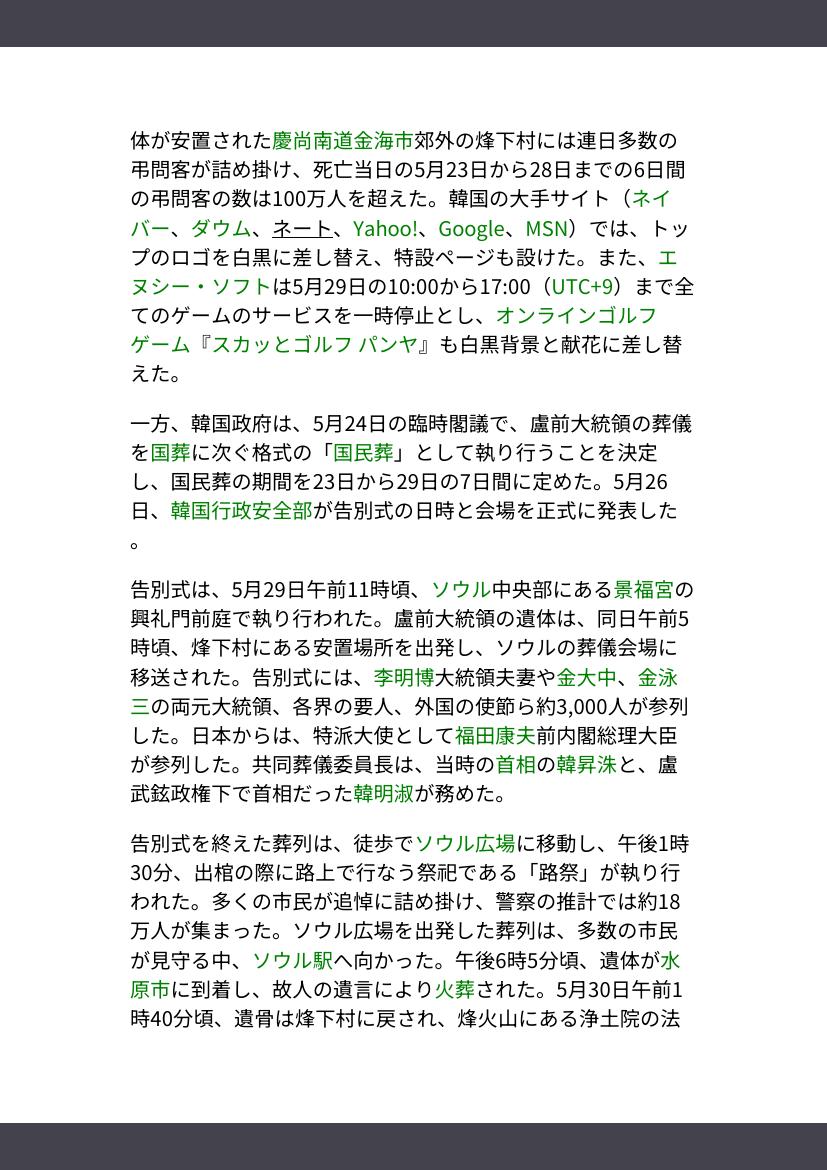 体が安置された慶尚南道金海市郊外の烽下村には連日多数の
弔問客が詰め掛け、死亡当日の5月23日から28日までの6日間
の弔問客の数は100万人を超えた。韓国の大手サイト（ネイ
バー、ダウム、ネート、Yahoo!、Google、MSN）では、トッ
プのロゴを白黒に差し替え、特設ページも設けた。また、エ
ヌシー・ソフトは5月29日の10:00から17:00（UTC+9）まで全
てのゲームのサービスを一時停止とし、オンラインゴルフ
ゲーム『スカッとゴルフ パンヤ』も白黒背景と献花に差し替
えた。
一方、韓国政府は、5月24日の臨時閣議で、盧前大統領の葬儀
を国葬に次ぐ格式の「国民葬」として執り行うことを決定
し、国民葬の期間を23日から29日の7日間に定めた。5月26
日、韓国行政安全部が告別式の日時と会場を正式に発表した
。
告別式は、5月29日午前11時頃、ソウル中央部にある景福宮の
興礼門前庭で執り行われた。盧前大統領の遺体は、同日午前5
時頃、烽下村にある安置場所を出発し、ソウルの葬儀会場に
移送された。告別式には、李明博大統領夫妻や金大中、金泳
三の両元大統領、各界の要人、外国の使節ら約3,000人が参列
した。日本からは、特派大使として福田康夫前内閣総理大臣
が参列した。共同葬儀委員長は、当時の首相の韓昇洙と、盧
武鉉政権下で首相だった韓明淑が務めた。
告別式を終えた葬列は、徒歩でソウル広場に移動し、午後1時
30分、出棺の際に路上で行なう祭祀である「路祭」が執り行
われた。多くの市民が追悼に詰め掛け、警察の推計では約18
万人が集まった。ソウル広場を出発した葬列は、多数の市民
が見守る中、ソウル駅へ向かった。午後6時5分頃、遺体が水
原市に到着し、故人の遺言により火葬された。5月30日午前1
時40分頃、遺骨は烽下村に戻され、烽火山にある浄土院の法